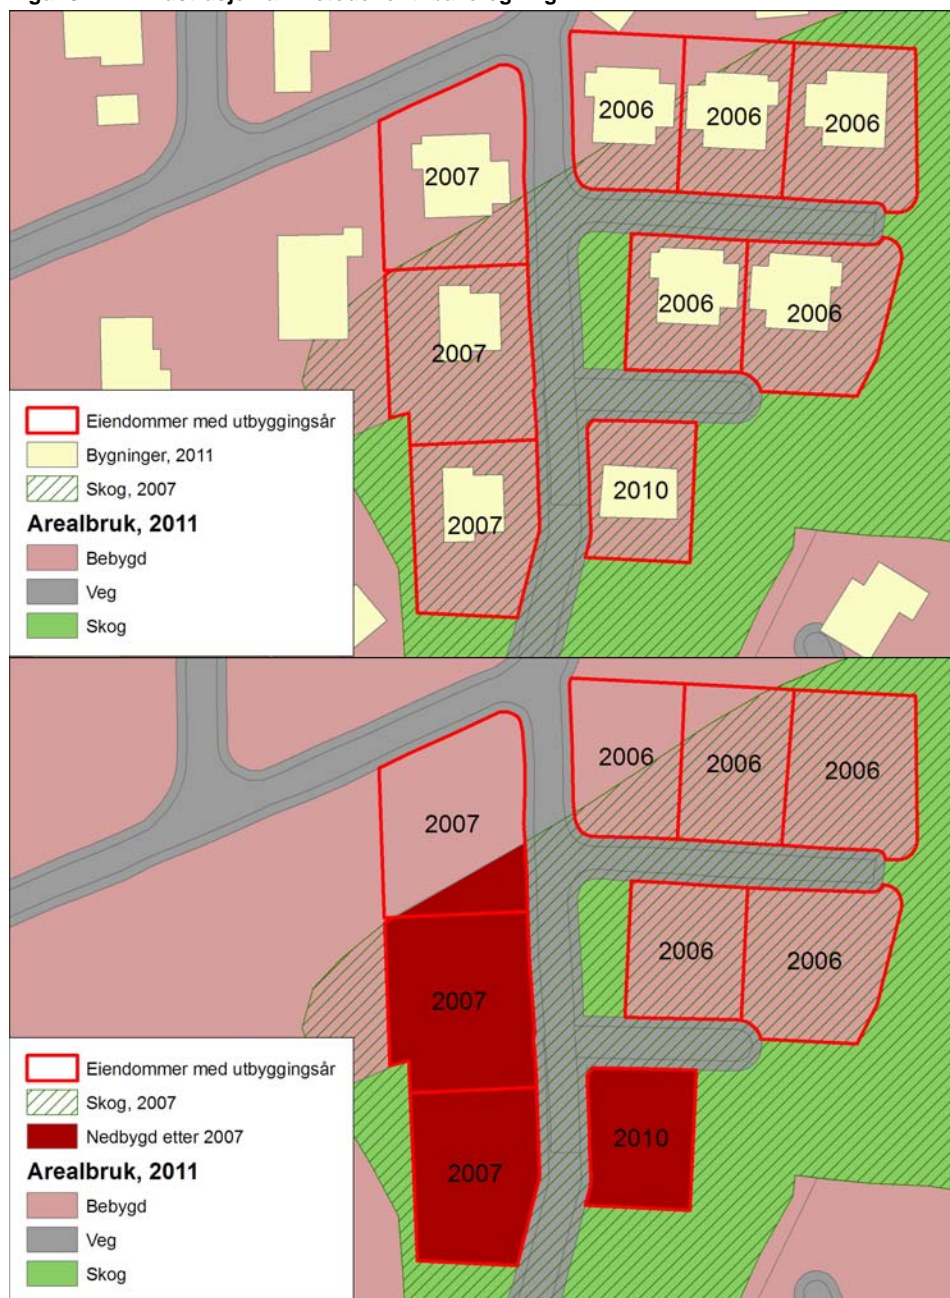 2006
2006
2006
2007
2006
2006
2007
2010
2007
Eiendommer med utbyggingsår
Bygninger, 2011
Skog, 2007
Arealbruk, 2011
Bebygd
Veg
Skog
2006
2006
2006
2007
2006
2006
2007
2010
2007
Eiendommer med utbyggingsår
Skog, 2007
Nedbygd etter 2007
Arealbruk, 2011
Bebygd
Veg
Skog